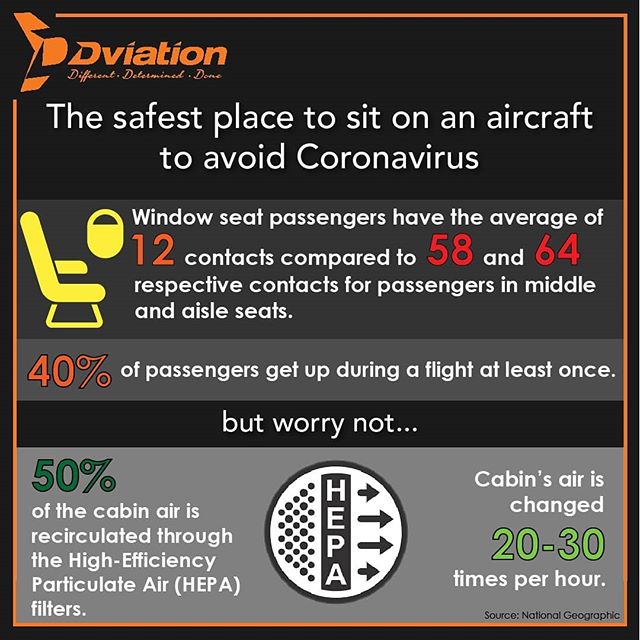 Dviation
Different · Determined · Done
The safest place to sit on an aircraft
to avoid Coronavirus
Window seat passengers have the average of
12 contacts compared to 58 and 64
respective contacts for passengers in middle
and aisle seats.
40% of passengers get up during a flight at least once.
but worry not...
50%
of the cabin air is
recirculated through
the High-Efficiency
Particulate Air (HEPA)
filters.
HEPA
Cabin's air is
changed
20-30
times per hour.
Source: National Geographic